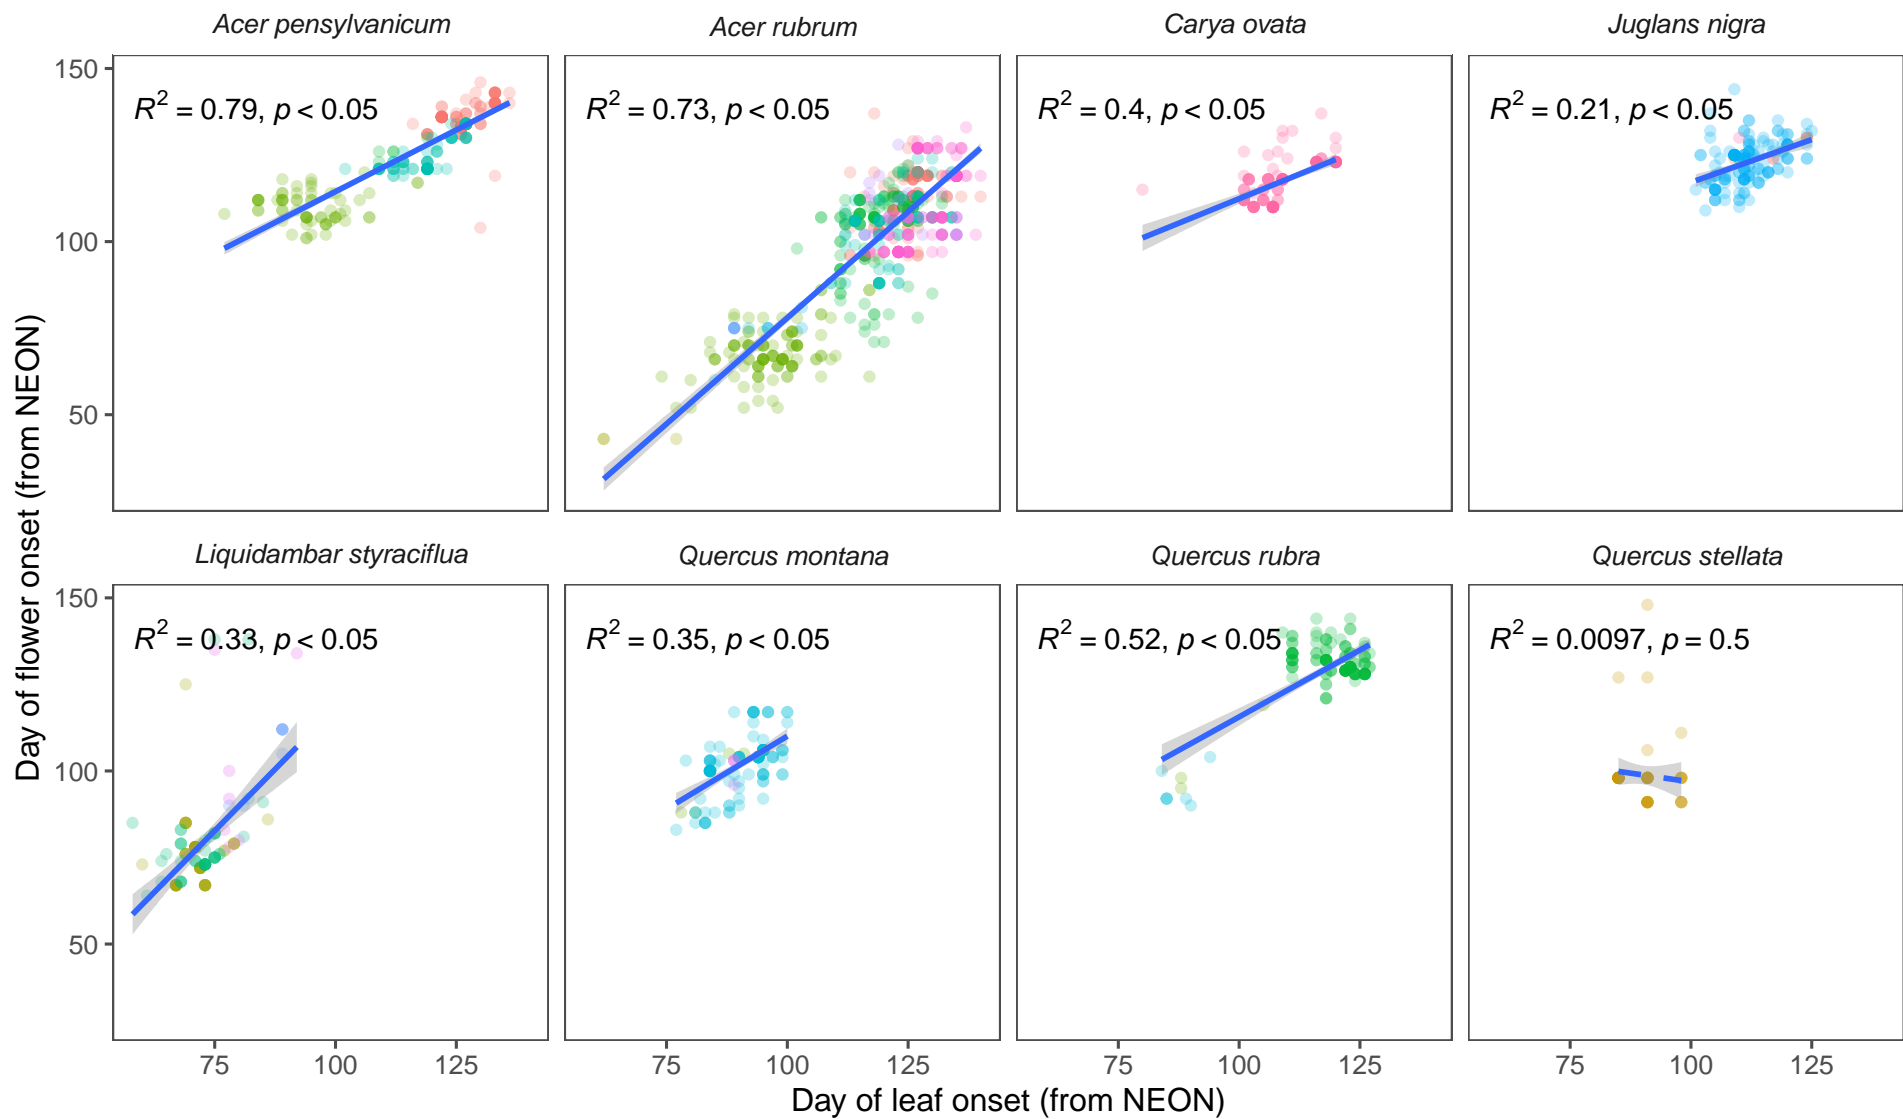 Acer pensylvanicum Acer rubrum Carya ovata Juglans nigra
150
R² = 0.79, p < 0.05 R² = 0.73, p < 0.05 R² = 0.4, p < 0.05 R² = 0.21, p < 0.05
100
50
Liquidambar styraciflua Quercus montana Quercus rubra Quercus stellata
150
R² = 0.33, p < 0.05 R² = 0.35, p < 0.05 R² = 0.52, p < 0.05 R² = 0.0097, p = 0.5
100
50
75 100 125 75 100 125 75 100 125 75 100 125
Day of leaf onset (from NEON)
Day of flower onset (from NEON)